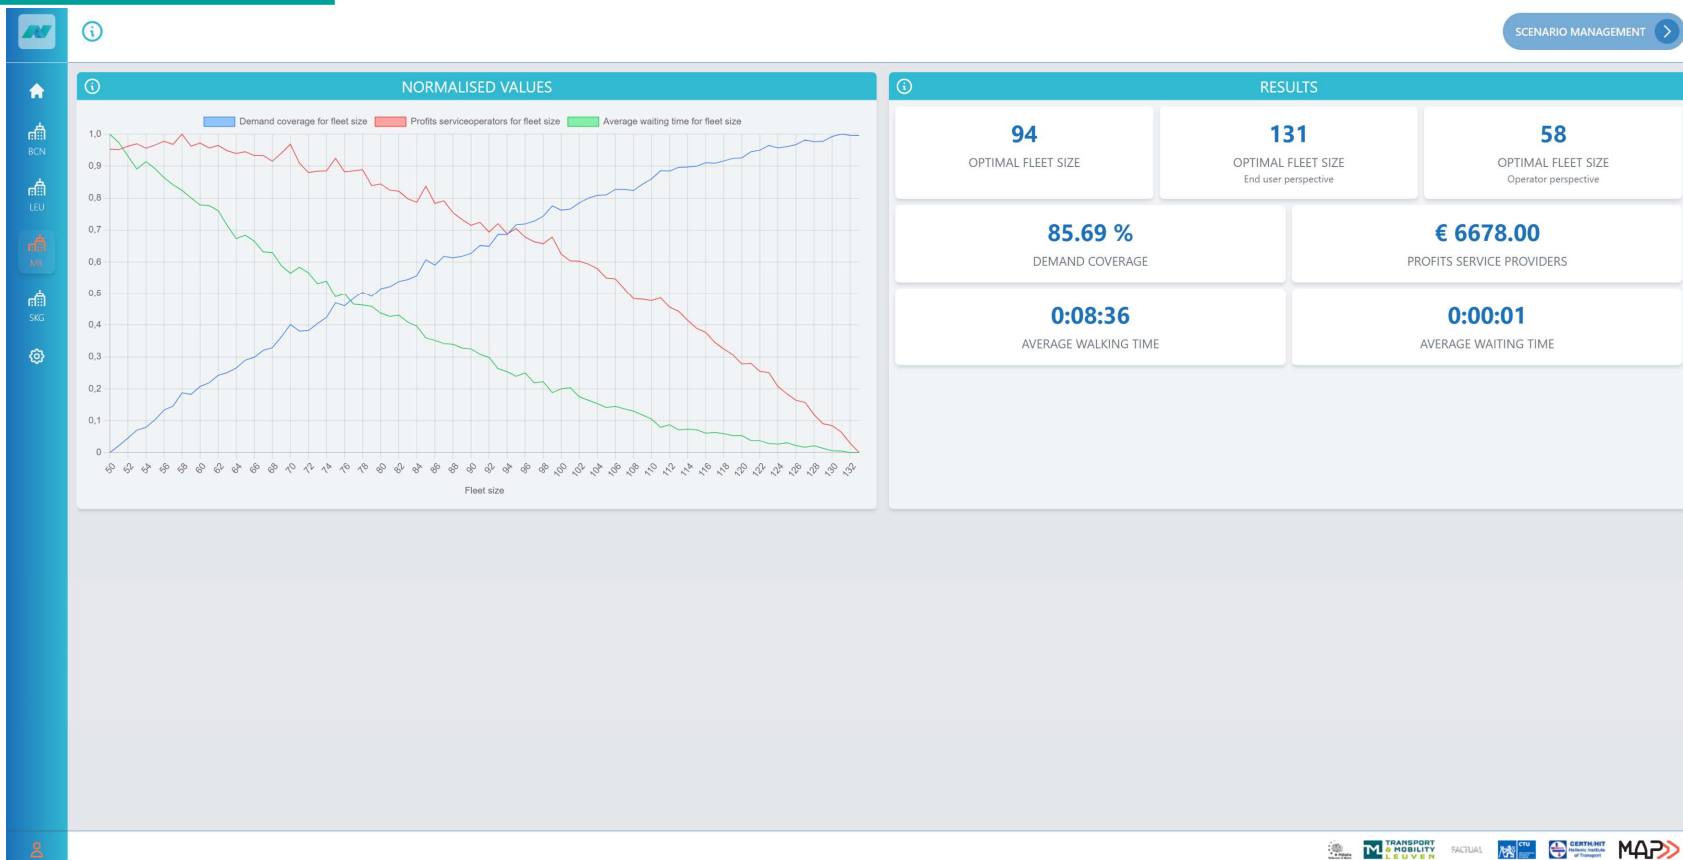 SCENARIO MANAGEMENT
BCN
LEU
MIL
SKG
NORMALISED VALUES
Demand coverage for fleet size Profits serviceoperators for fleet size Average waiting time for fleet size
1,0
0,9
0,8
0,7
0,6
0,5
0,4
0,3
0,2
0,1
0
50 52 54 56 58 60 62 64 66 68 70 72 74 76 78 80 82 84 86 88 90 92 94 96 98 100 102 104 106 108 110 112 114 116 118 120 122 124 126 128 130 132
Fleet size
RESULTS
94 131 58
OPTIMAL FLEET SIZE OPTIMAL FLEET SIZE OPTIMAL FLEET SIZE
End user perspective Operator perspective
85.69 % € 6678.00
DEMAND COVERAGE PROFITS SERVICE PROVIDERS
0:08:36 0:00:01
AVERAGE WALKING TIME AVERAGE WAITING TIME
TML TRANSPORT & MOBILITY LEUVEN
FACTUAL
CTU
CERTH/HIT
Hellenic Institute
of Transport
MAP